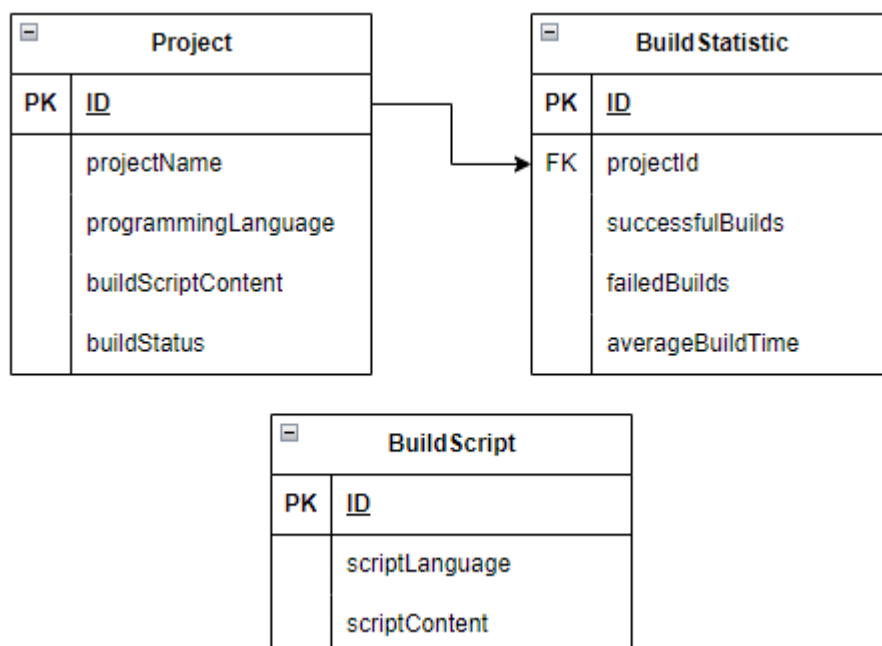 Project
PK ID
projectName
programmingLanguage
buildScriptContent
buildStatus
BuildStatistic
PK ID
FK projectId
successfulBuilds
failedBuilds
averageBuildTime
BuildScript
PK ID
scriptLanguage
scriptContent